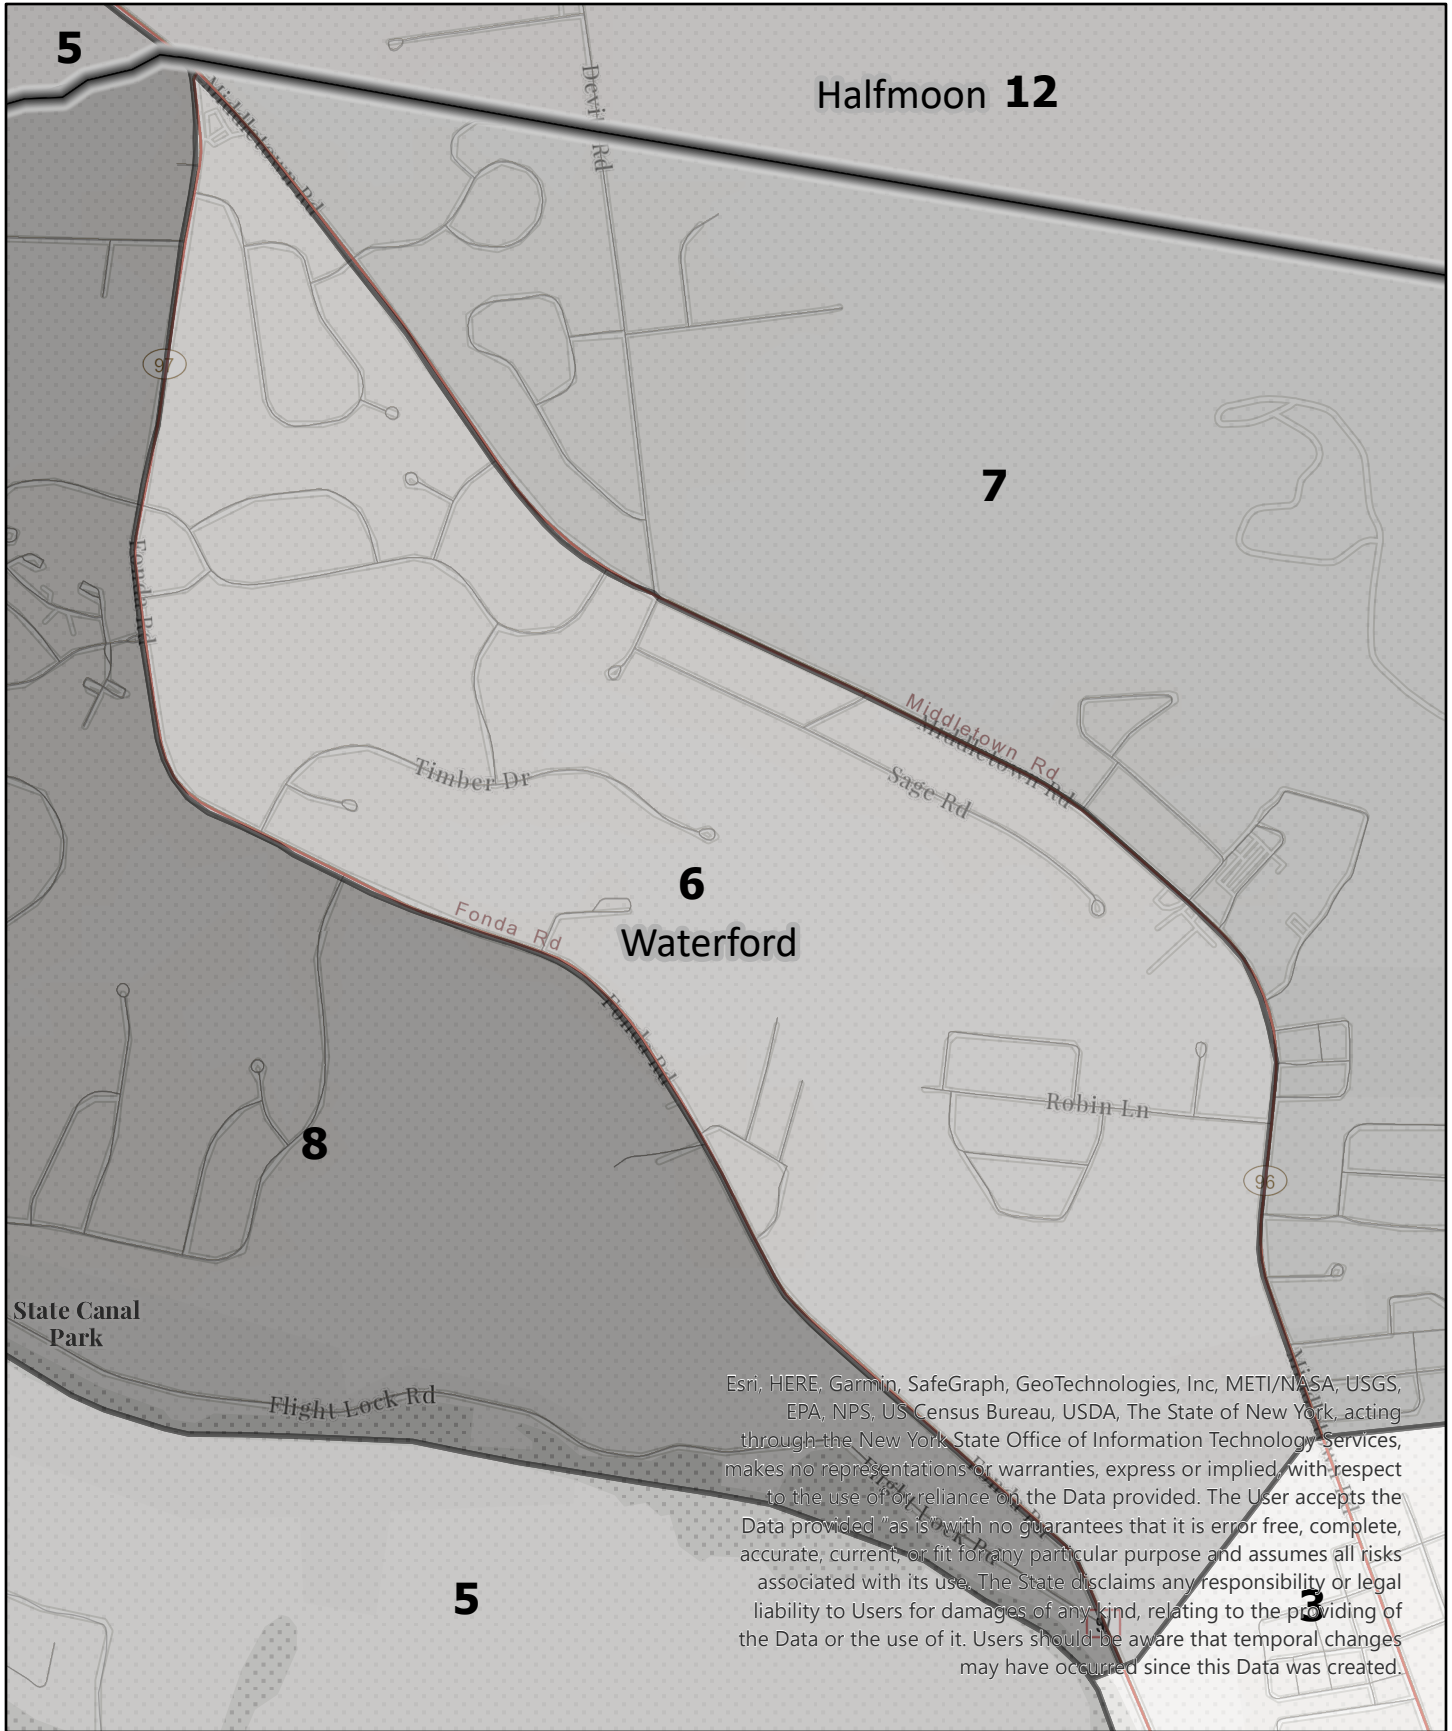 5
Halfmoon 12
Devi Rd
Middletown Rd
97
7
Fonda Rd
Middletown Rd
Middletown Rd
Timber Dr
Sage Rd
6
Fonda Rd
Waterford
Fonda Rd
Robin Ln
8
96
State Canal
Park
Flight Lock Rd
Esri, HERE, Garmin, SafeGraph, GeoTechnologies, Inc, METI/NASA, USGS,
EPA, NPS, US Census Bureau, USDA, The State of New York, acting
through the New York State Office of Information Technology Services,
makes no representations or warranties, express or implied, with respect
to the use of or reliance on the Data provided. The User accepts the
Data provided "as is" with no guarantees that it is error free, complete,
accurate, current, or fit for any particular purpose and assumes all risks
associated with its use. The State disclaims any responsibility or legal
liability to Users for damages of any kind, relating to the providing of
the Data or the use of it. Users should be aware that temporal changes
may have occurred since this Data was created.
Flight Lock Rd
5
3